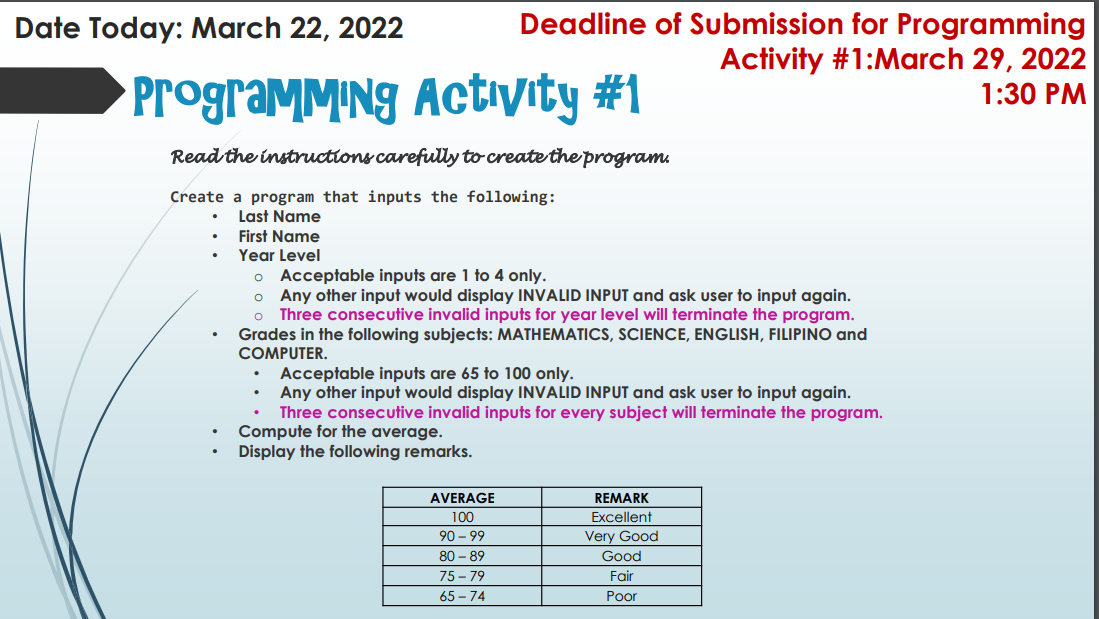 Date Today: March 22, 2022
Deadline of Submission for Programming
Activity #1:March 29, 2022
1:30 PM
Programming Activity #1
Read the instructions carefully to create the program.
Create a program that inputs the following:
• Last Name
• First Name
• Year Level
o Acceptable inputs are 1 to 4 only.
o Any other input would display INVALID INPUT and ask user to input again.
o Three consecutive invalid inputs for year level will terminate the program.
• Grades in the following subjects: MATHEMATICS, SCIENCE, ENGLISH, FILIPINO and
COMPUTER.
• Acceptable inputs are 65 to 100 only.
• Any other input would display INVALID INPUT and ask user to input again.
• Three consecutive invalid inputs for every subject will terminate the program.
• Compute for the average.
• Display the following remarks.
AVERAGE REMARK
100 Excellent
90 – 99 Very Good
80 – 89 Good
75 – 79 Fair
65 – 74 Poor